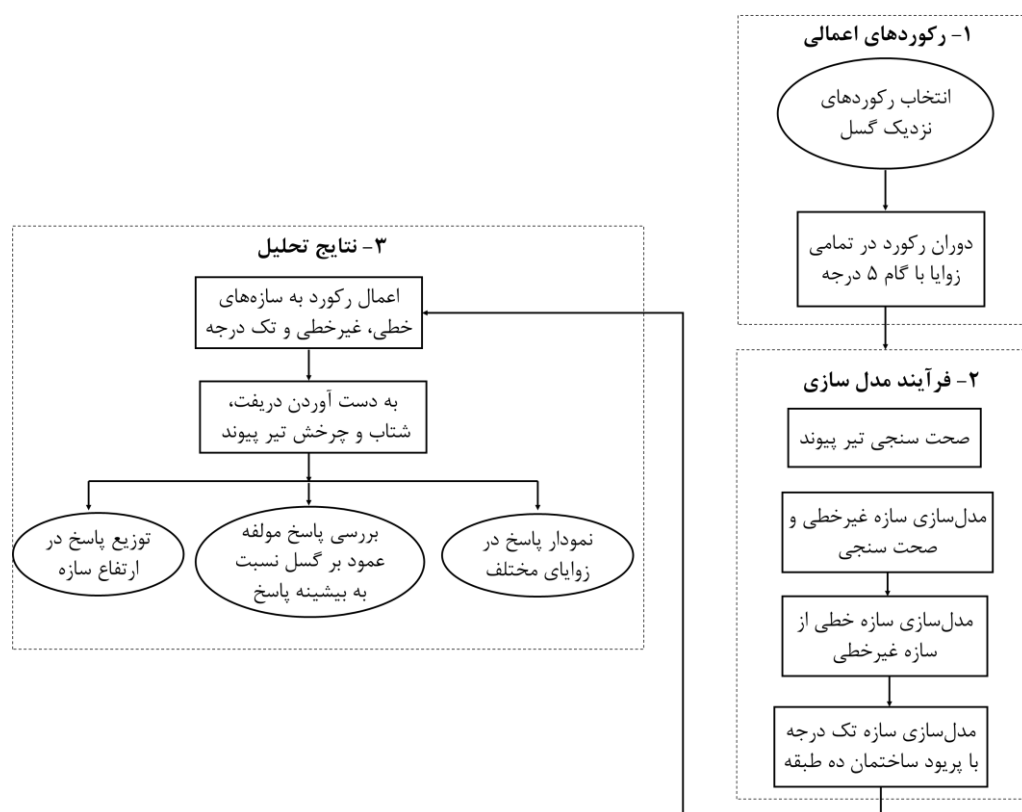 ۱- رکوردهای اعمالی
انتخاب رکوردهای
نزدیک گسل
دوران رکورد در تمامی
زوایا با گام ۵ درجه
۲- فرآیند مدل سازی
صحت سنجی تیر پیوند
مدل‌سازی سازه غیرخطی و
صحت سنجی
مدل‌سازی سازه خطی از
سازه غیرخطی
مدل‌سازی سازه تک درجه
با پریود ساختمان ده طبقه
۳- نتایج تحلیل
اعمال رکورد به سازه‌های
خطی، غیرخطی و تک درجه
به دست آوردن دریفت،
شتاب و چرخش تیر پیوند
نمودار پاسخ در
زوایای مختلف
بررسی پاسخ مولفه
عمود بر گسل نسبت
به بیشینه پاسخ
توزیع پاسخ در
ارتفاع سازه